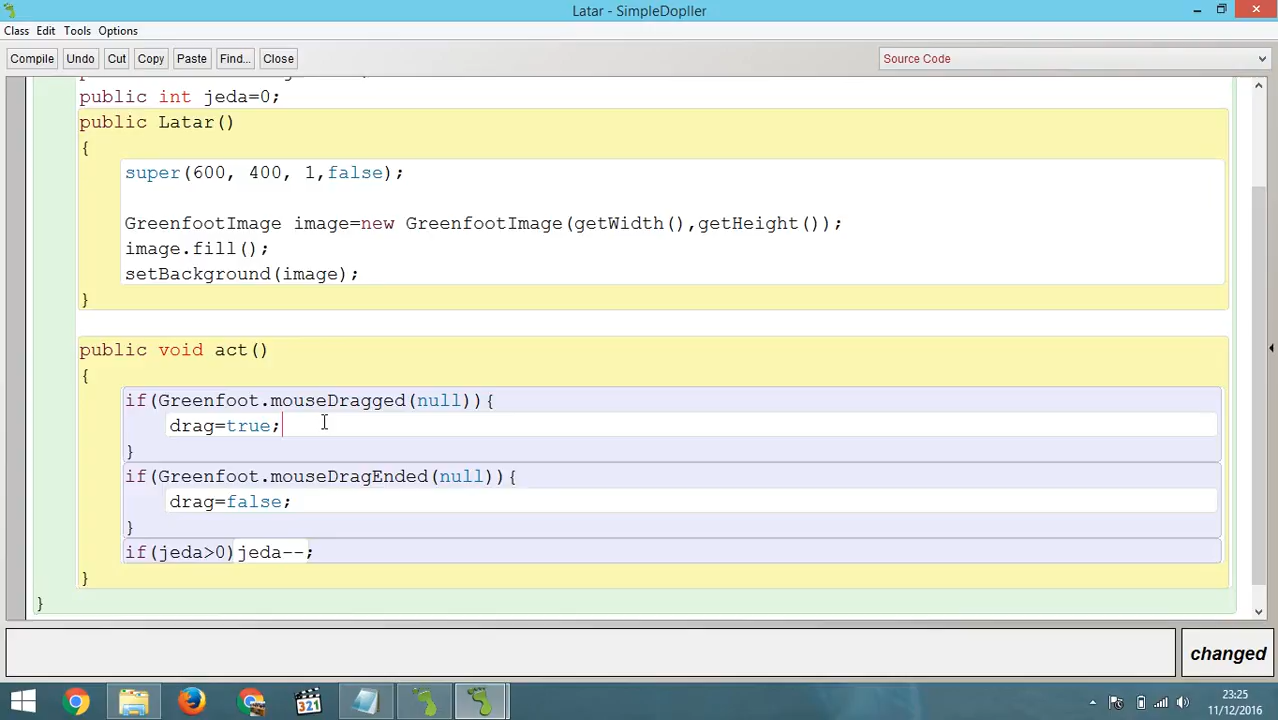 Latar - SimpleDopller
Class Edit Tools Options
Compile Undo Cut Copy Paste Find... Close Source Code
public int jeda=0;
public Latar()
{
super(600, 400, 1,false);
GreenfootImage image=new GreenfootImage(getWidth(),getHeight());
image.fill();
setBackground(image);
}
public void act()
{
if(Greenfoot.mouseDragged(null)){
drag=true;
}
if(Greenfoot.mouseDragEnded(null)){
drag=false;
}
if(jeda>0)jeda--;
}
}
changed
321
23:25
11/12/2016